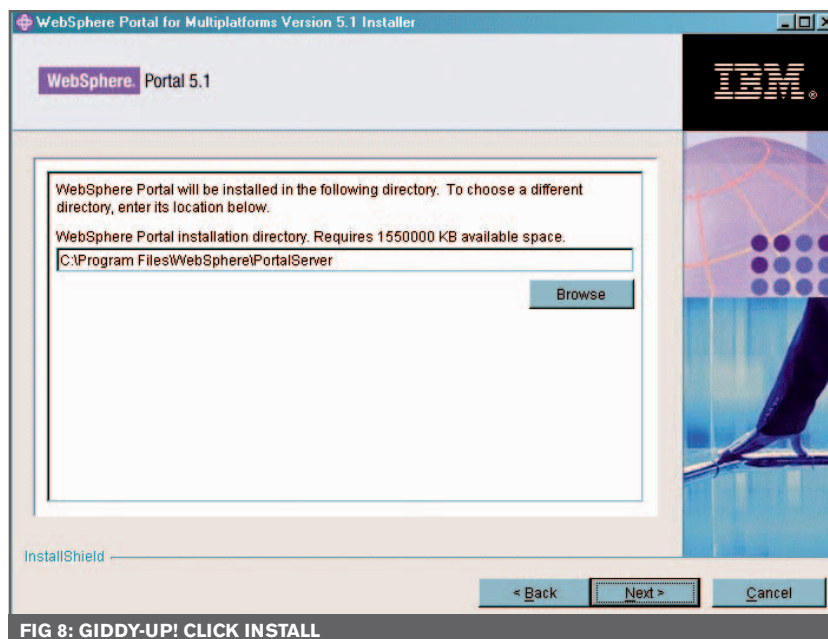 WebSphere Portal for Multiplatforms Version 5.1 Installer
WebSphere. Portal 5.1
IBM®
WebSphere Portal will be installed in the following directory. To choose a different
directory, enter its location below.
WebSphere Portal installation directory. Requires 1550000 KB available space.
C:\Program Files\WebSphere\PortalServer
Browse
InstallShield
< Back
Next >
Cancel
FIG 8: GIDDY-UP! CLICK INSTALL